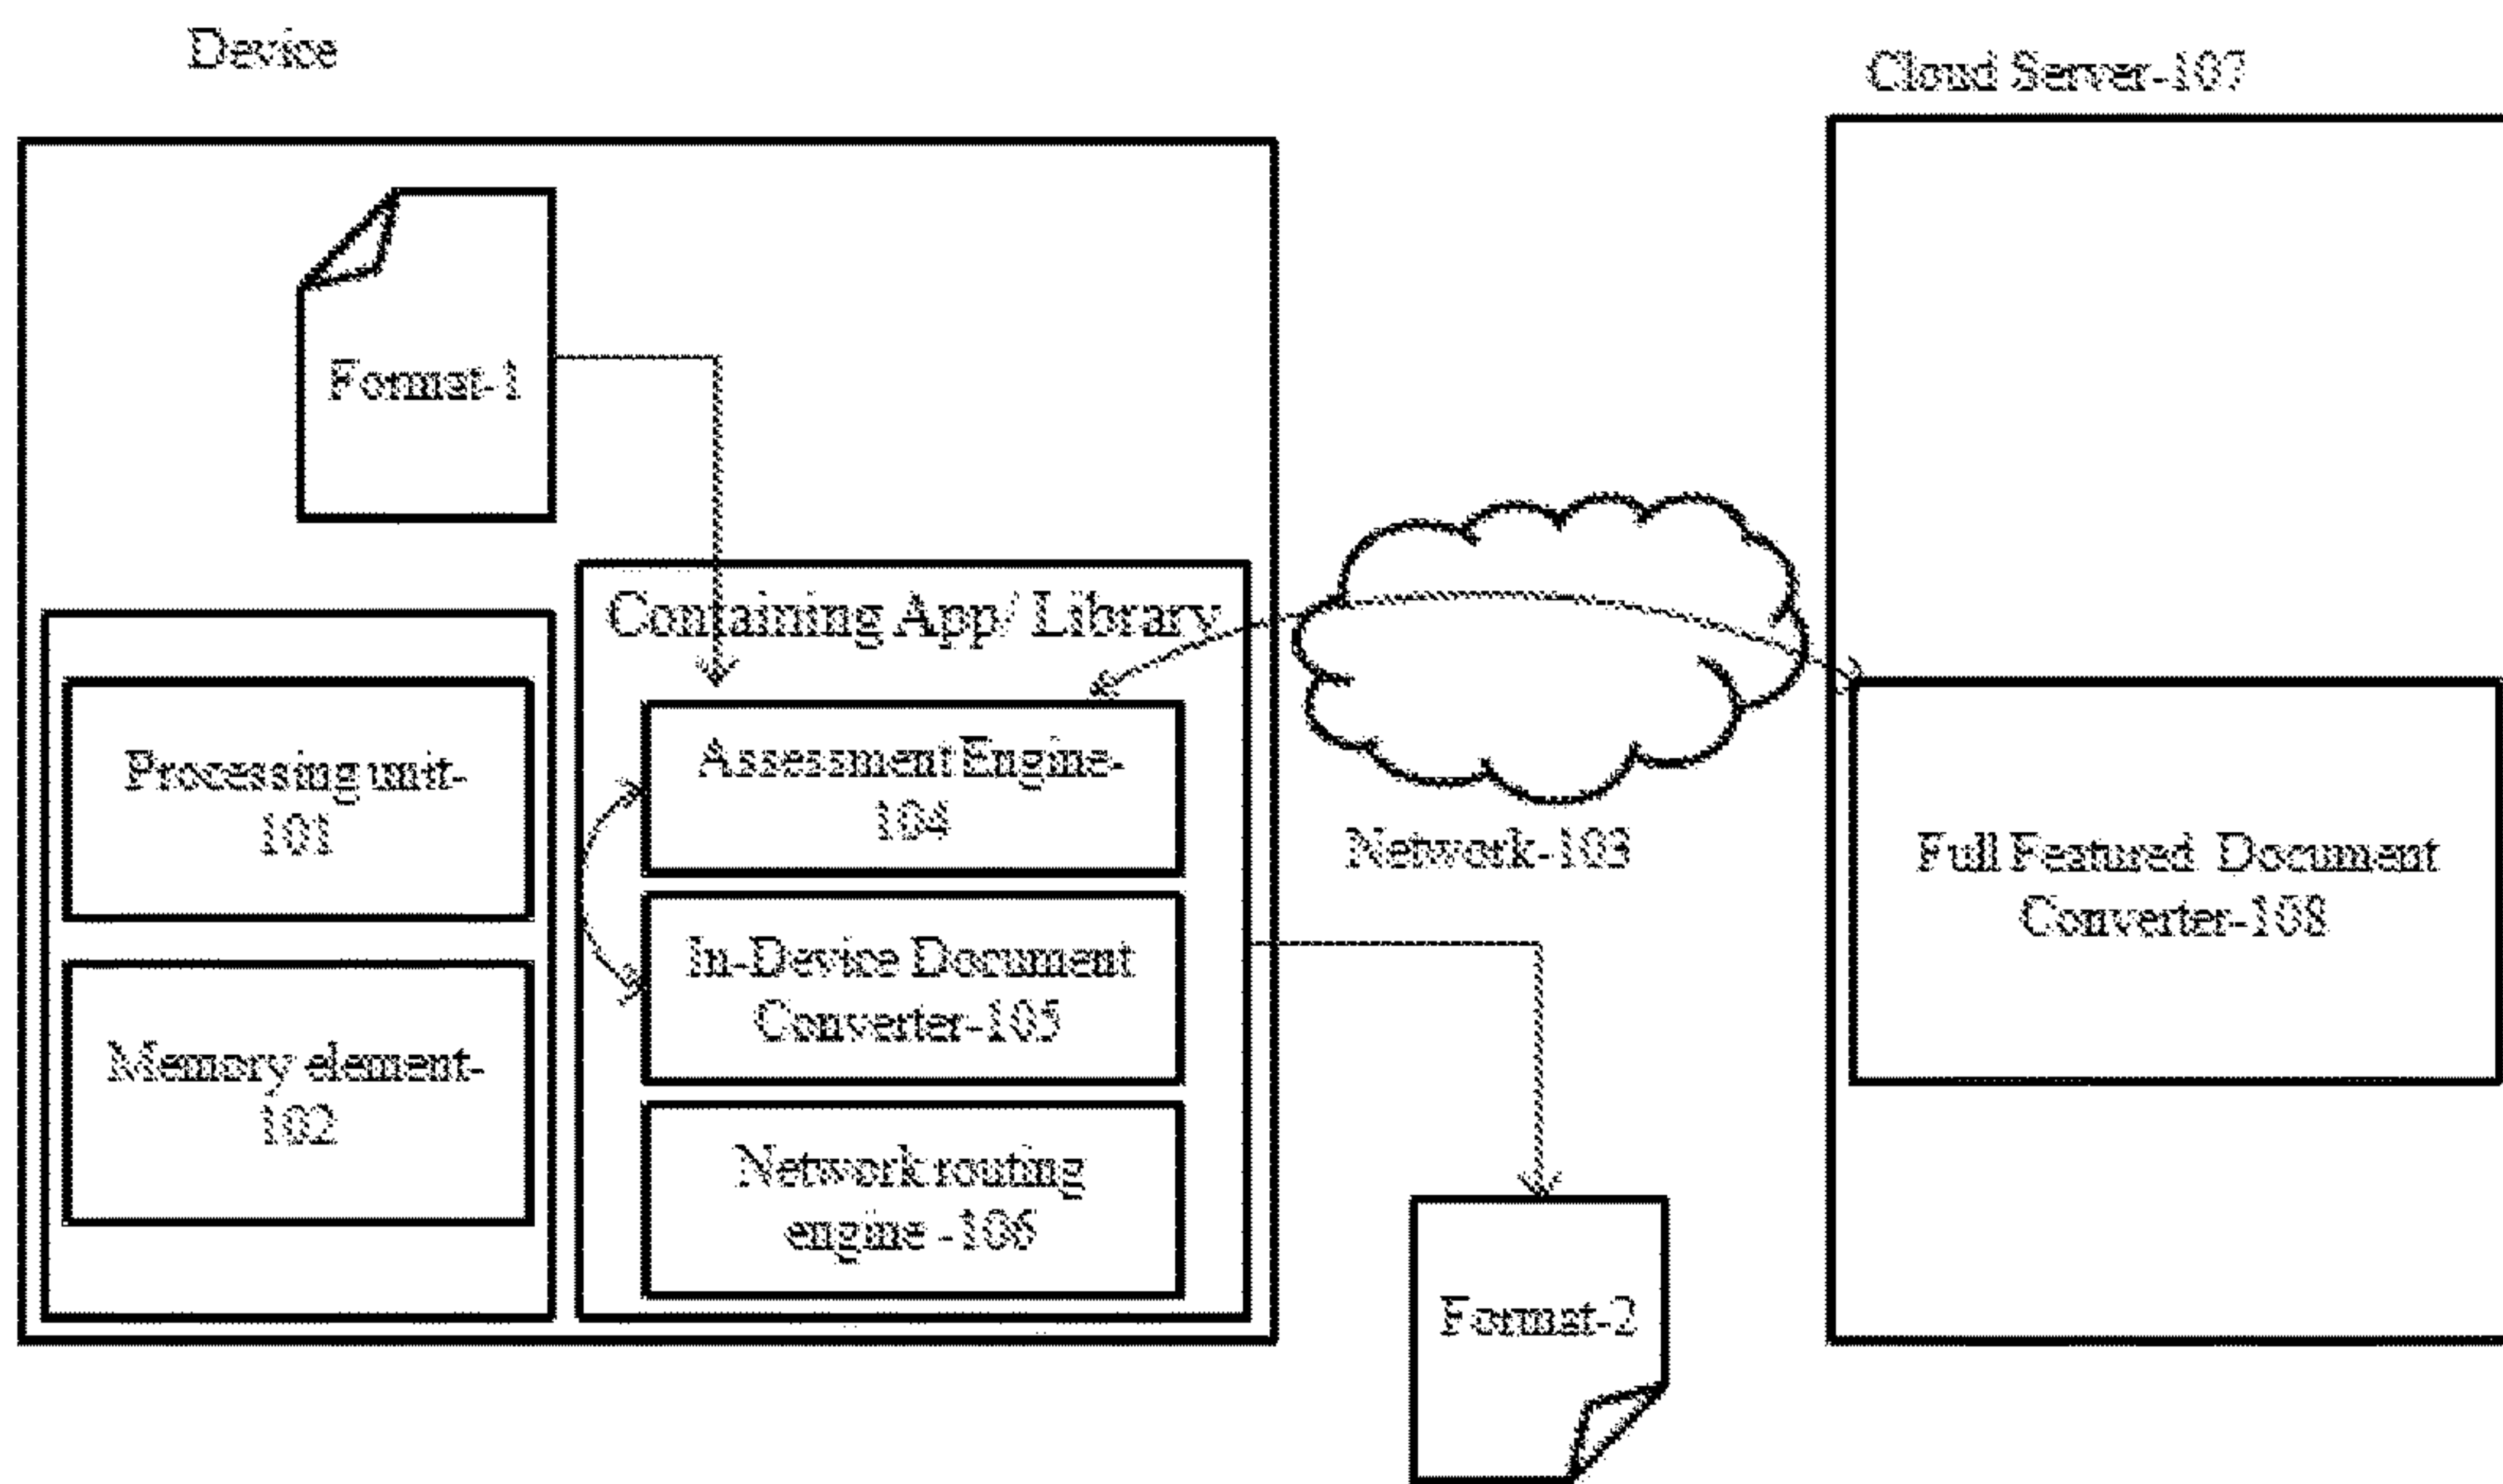 Device
Cloud Server-107
Format-1
Containing App/ Library
Processing unit-
101
Memory element-
102
Assessment Engine-
104
In-Device Document
Converter-105
Network routing
engine -106
Network-103
Full Featured Document
Converter-108
Format-2